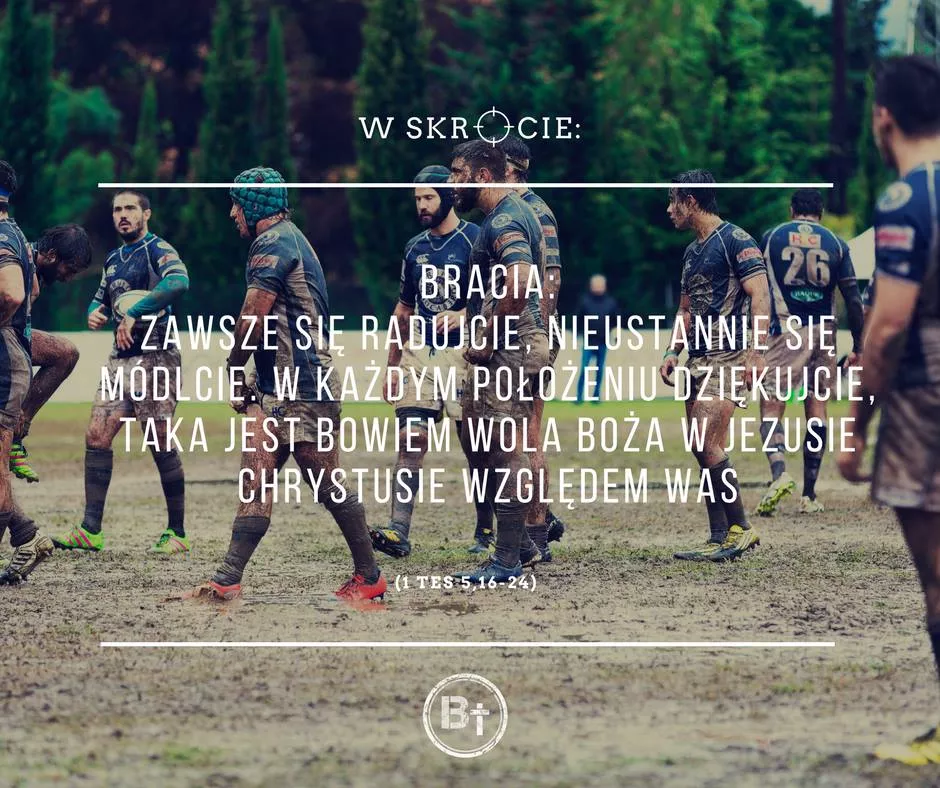 W SKRÓCIE:
BRACIA:
ZAWSZE SIĘ RADUJCIE, NIEUSTANNIE SIĘ
MÓDLCIE. W KAŻDYM POŁOŻENIU DZIĘKUJCIE,
TAKA JEST BOWIEM WOLA BOŻA W JEZUSIE
CHRYSTUSIE WZGLĘDEM WAS
(1 TES 5,16-24)
B†
26